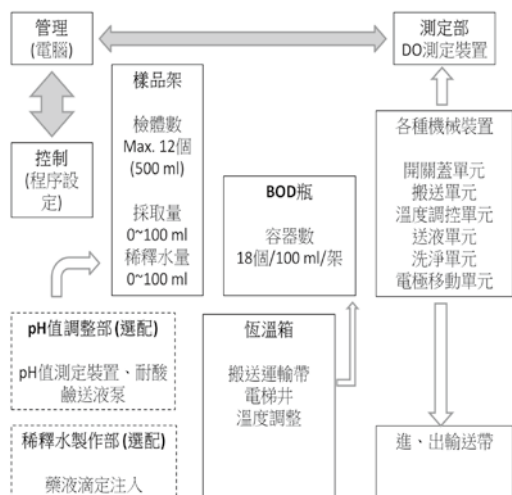 管理
(電腦)
測定部
DO測定裝置
控制
(程序設
定)
樣品架
檢體數
Max. 12個
(500 ml)
採取量
0~100 ml
稀釋水量
0~100 ml
BOD瓶
容器數
18個/100 ml/架
各種機械裝置
開關蓋單元
搬送單元
溫度調控單元
送液單元
洗淨單元
電極移動單元
pH值調整部(選配)
pH值測定裝置、耐酸
鹼送液泵
恆溫箱
搬送運輸帶
電梯井
溫度調整
稀釋水製作部(選配)
藥液滴定注入
進、出輸送帶